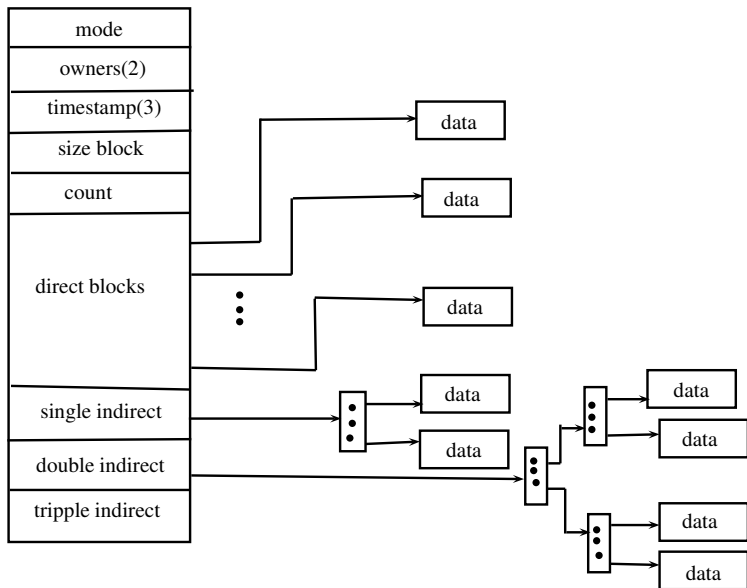 mode
owners(2)
timestamp(3)
size block
count
direct blocks
single indirect
double indirect
tripple indirect
data
data
data
data
data
data
data
data
data